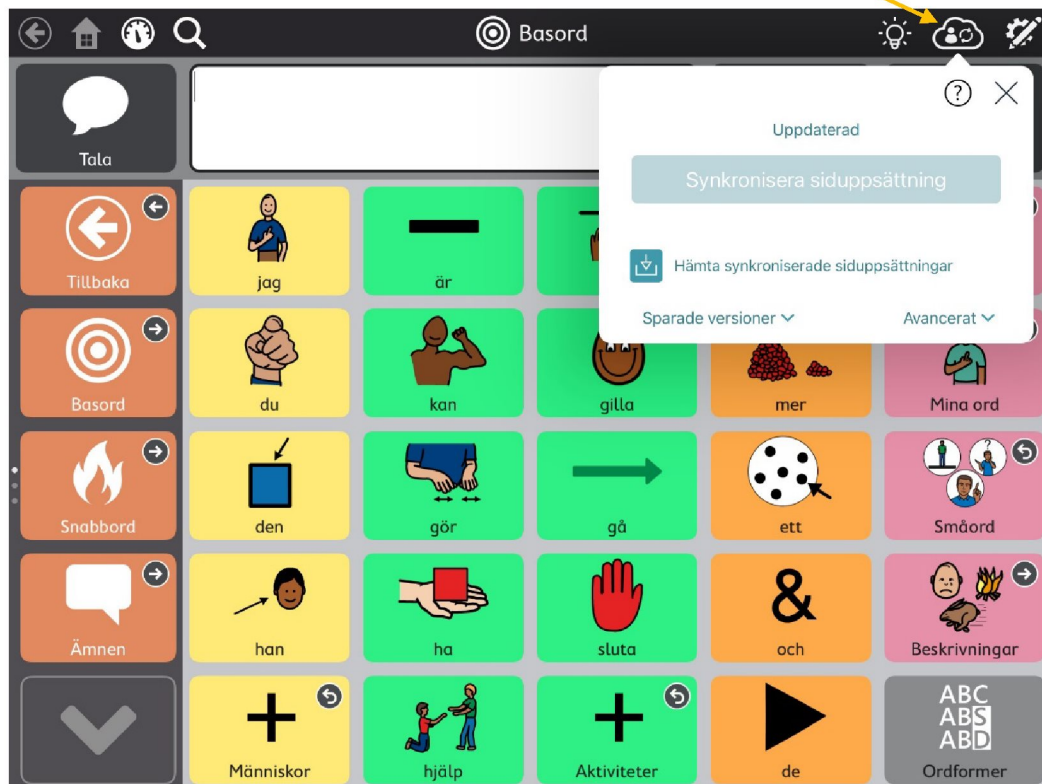 Basord
Tala
?
Uppdaterad
Synkronisera siduppsättning
Hämta synkroniserade siduppsättningar
Sparade versioner
Avancerat
Tillbaka
jag
är
Basord
du
kan
gilla
mer
Mina ord
Snabbord
den
gör
gå
ett
?
Småord
Ämnen
han
ha
sluta
&
och
Beskrivningar
Människor
hjälp
Aktiviteter
de
ABC
ABS
ABD
Ordformer